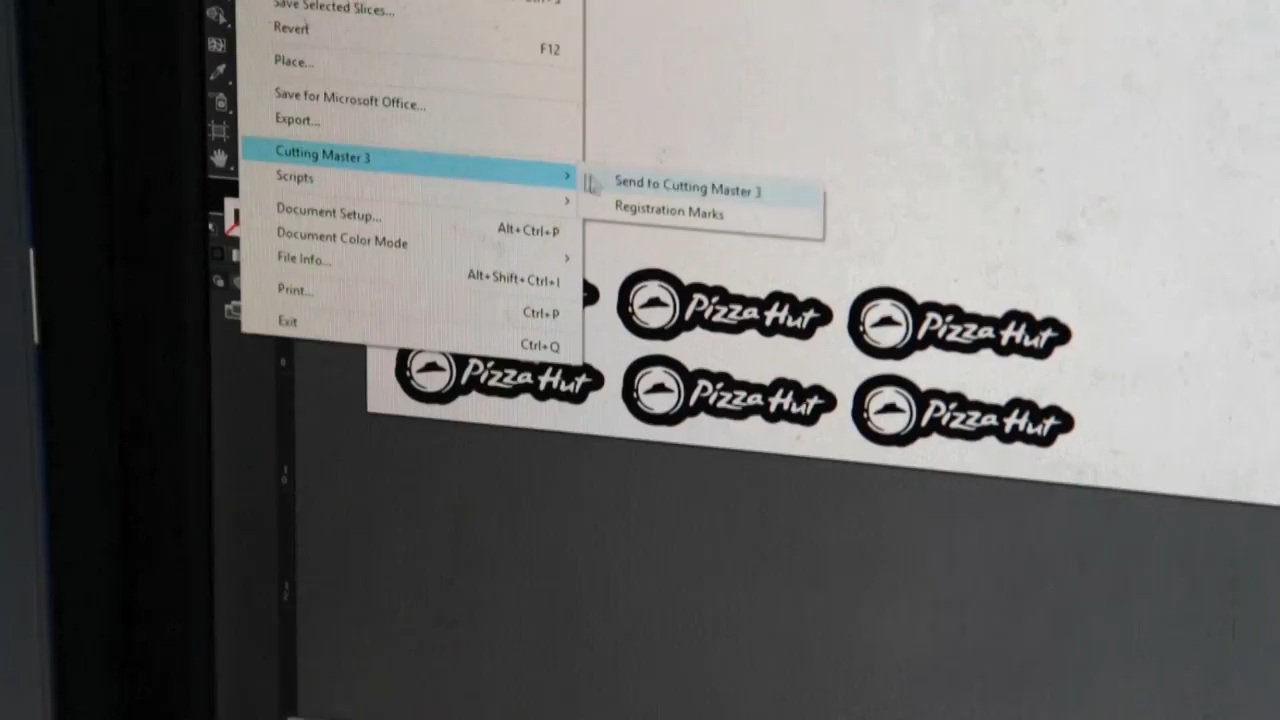 Save Selected Slices...
Revert
F12
Place...
Save for Microsoft Office...
Export...
Cutting Master 3
Send to Cutting Master 3
Scripts
Registration Marks
Document Setup...
Alt+Ctrl+P
Document Color Mode
File Info...
Alt+Shift+Ctrl+I
Print...
Ctrl+P
Exit
Ctrl+Q
Pizza Hut
Pizza Hut
Pizza Hut
Pizza Hut
Pizza Hut